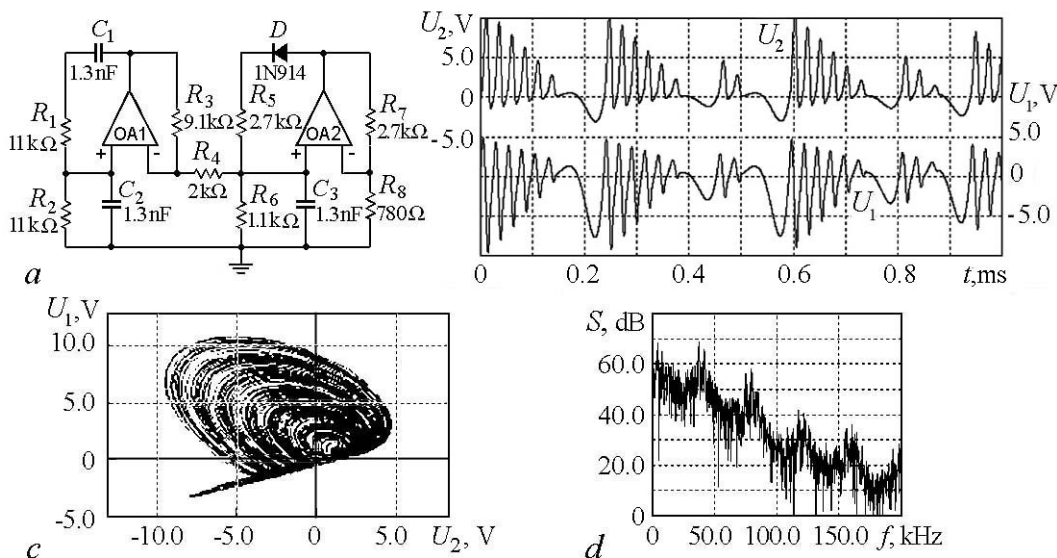 C1
1.3nF
D
1N914
R1
11kΩ
OA1
+
-
R3
9.1kΩ
R5
2.7kΩ
OA2
+
-
R7
2.7kΩ
R4
2kΩ
R2
11kΩ
C2
1.3nF
R6
1.1kΩ
C3
1.3nF
R8
780Ω
a
U2,V
5.0
0
-5.0
U2
U1,V
5.0
0
-5.0
U1
0 0.2 0.4 0.6 0.8 t,ms
U1,V
10.0
5.0
0
-5.0
-10.0 -5.0 0 5.0
U2, V
c
S, dB
60.0
40.0
20.0
0
0 50.0 100.0 150.0 f, kHz
d